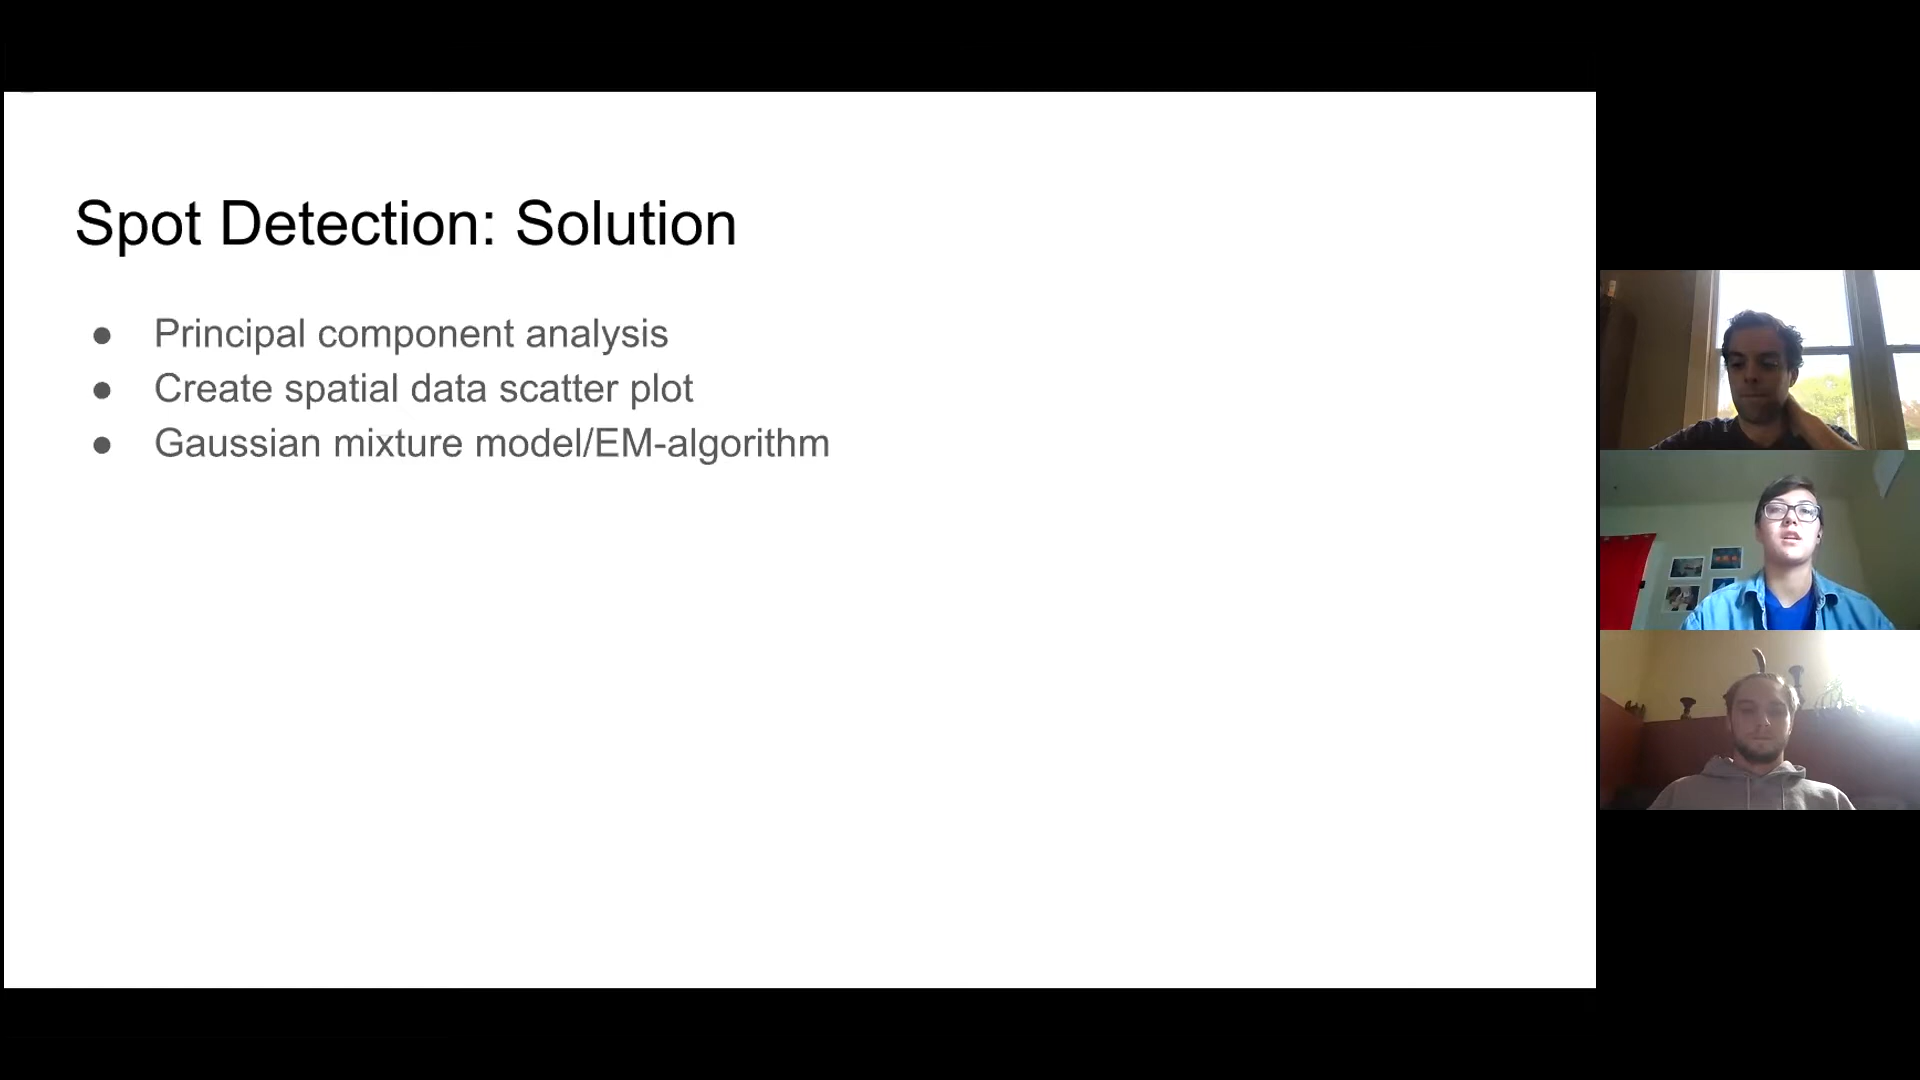 Spot Detection: Solution
● Principal component analysis
● Create spatial data scatter plot
● Gaussian mixture model/EM-algorithm